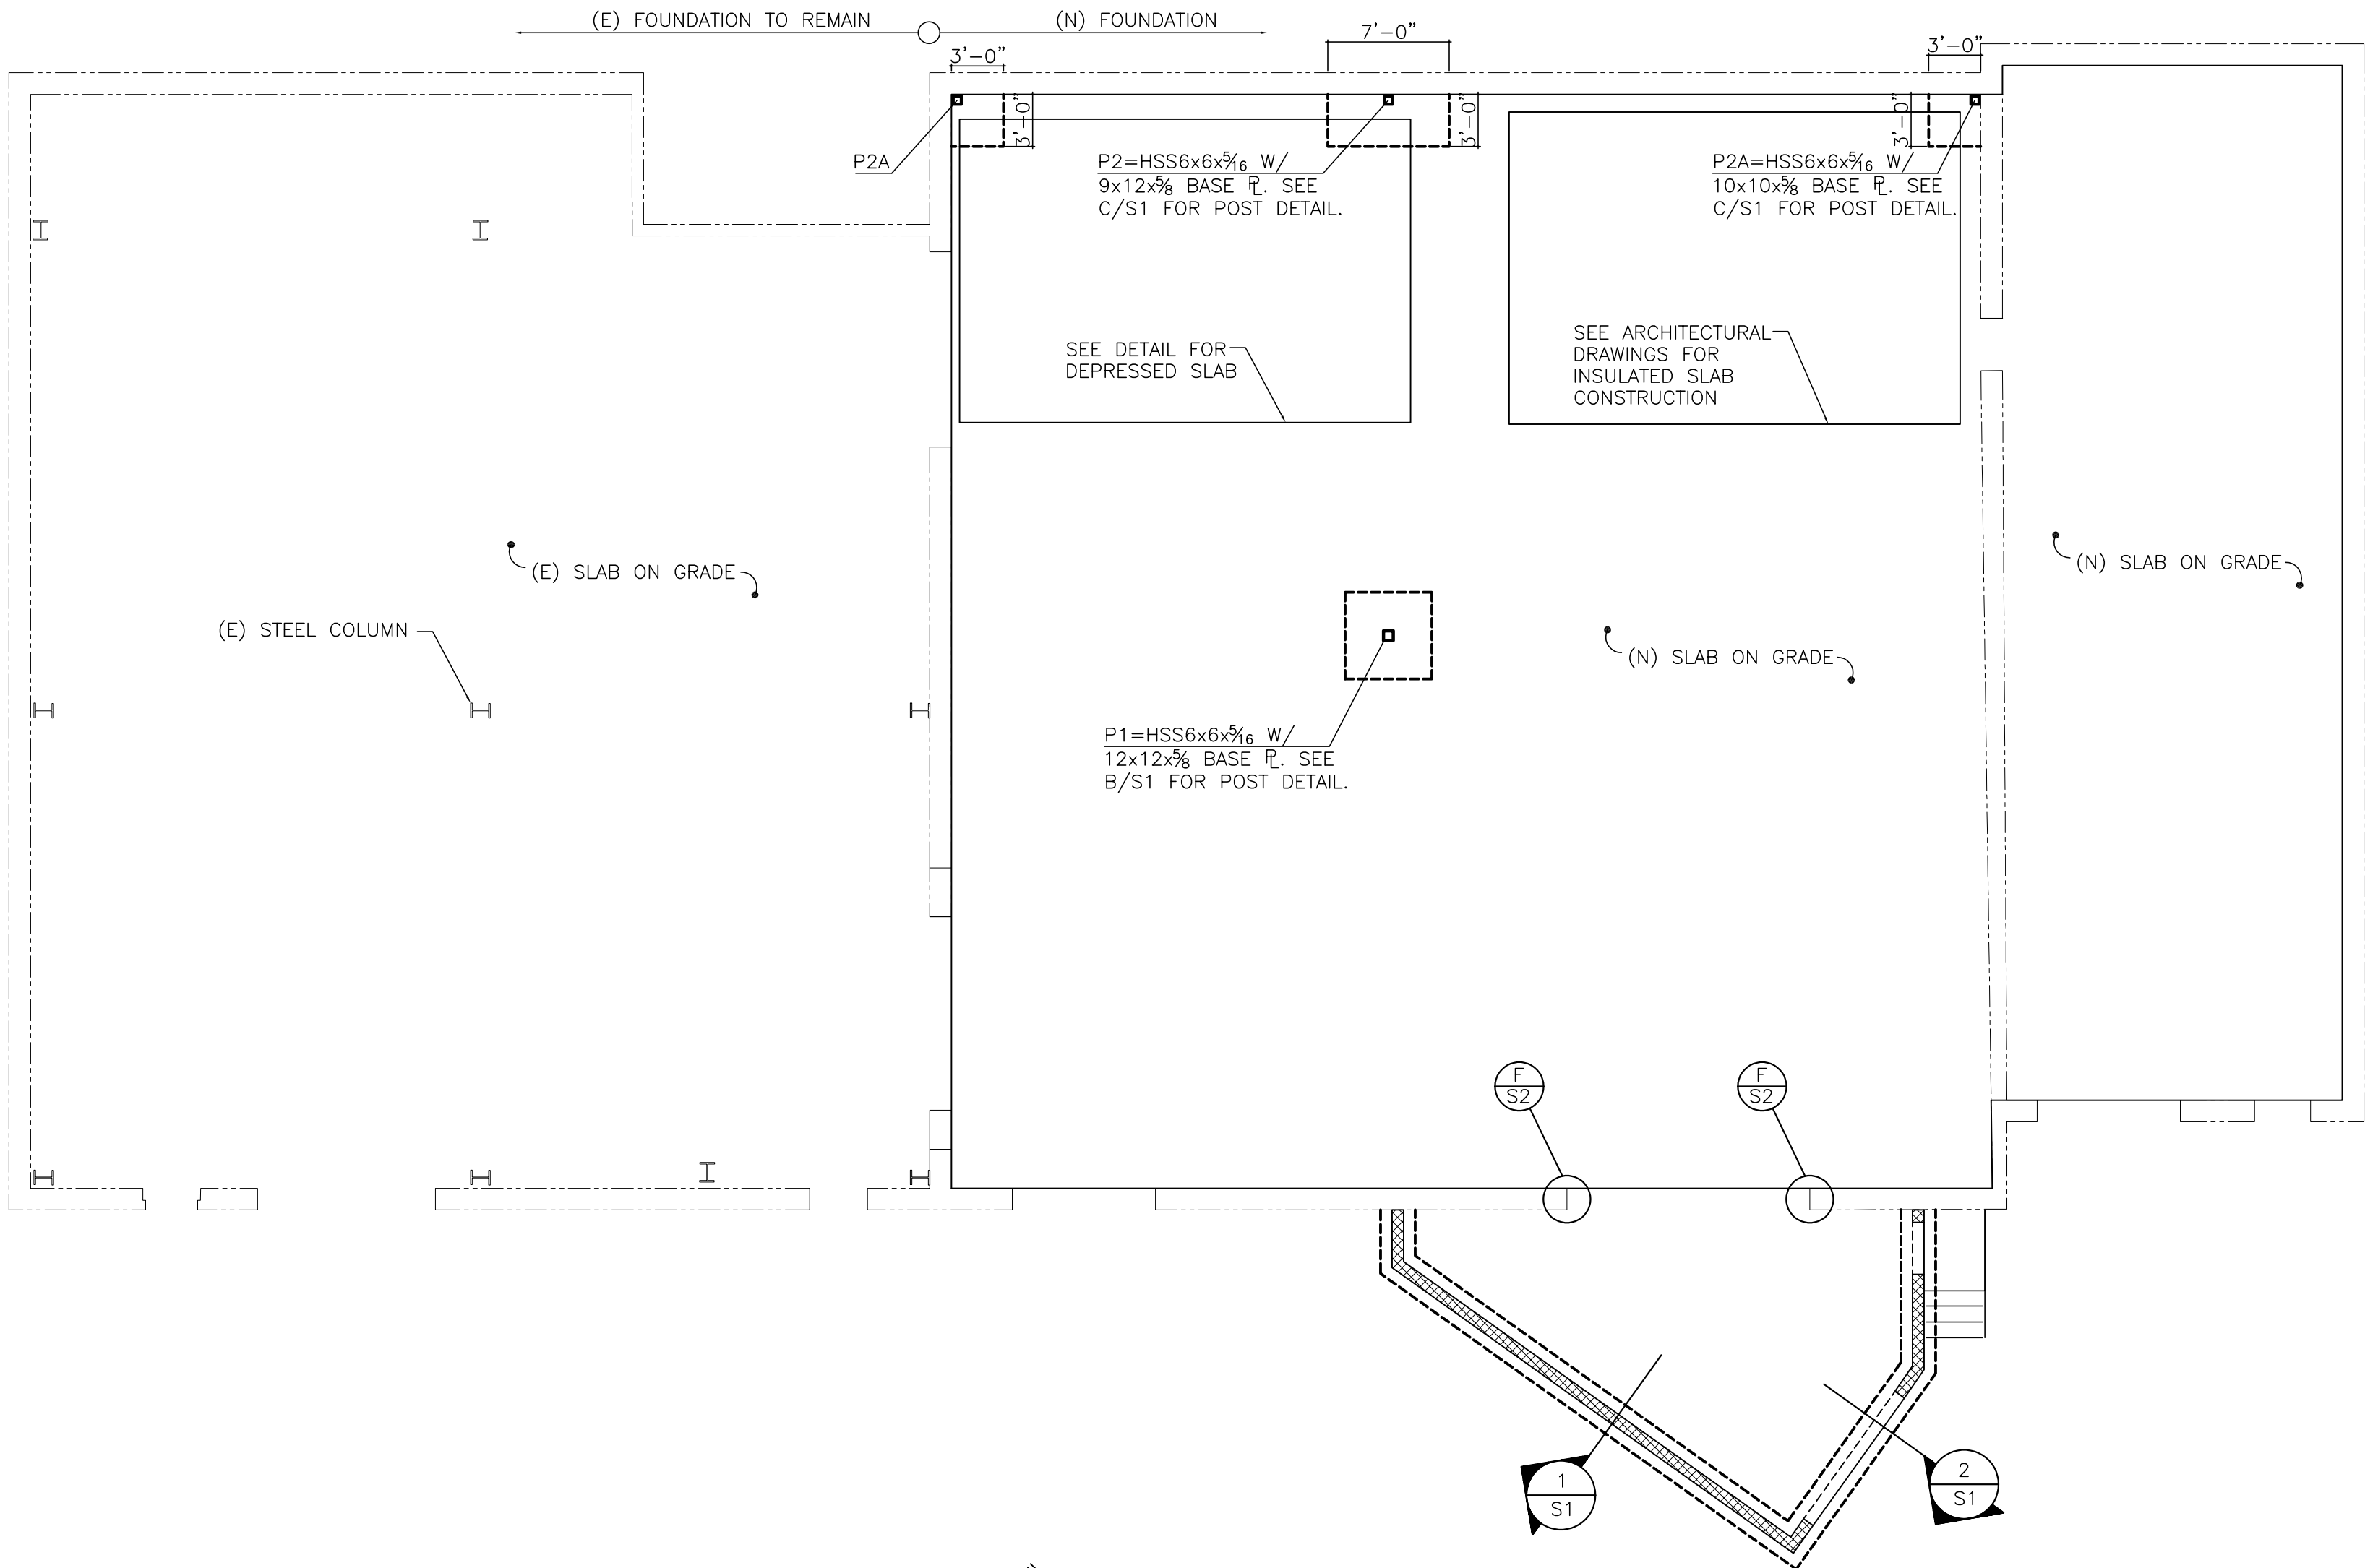 (E) FOUNDATION TO REMAIN
(N) FOUNDATION
3'-0"
7'-0"
3'-0"
3'-0"
3'-0"
3'-0"
P2A
P2=HSS6x6x5/16 W/
9x12x5/8 BASE PL. SEE
C/S1 FOR POST DETAIL.
P2A=HSS6x6x5/16 W/
10x10x5/8 BASE PL. SEE
C/S1 FOR POST DETAIL.
SEE DETAIL FOR
DEPRESSED SLAB
SEE ARCHITECTURAL
DRAWINGS FOR
INSULATED SLAB
CONSTRUCTION
(E) SLAB ON GRADE
(N) SLAB ON GRADE
(E) STEEL COLUMN
(N) SLAB ON GRADE
P1=HSS6x6x5/16 W/
12x12x5/8 BASE PL. SEE
B/S1 FOR POST DETAIL.
F
S2
F
S2
1
S1
2
S1